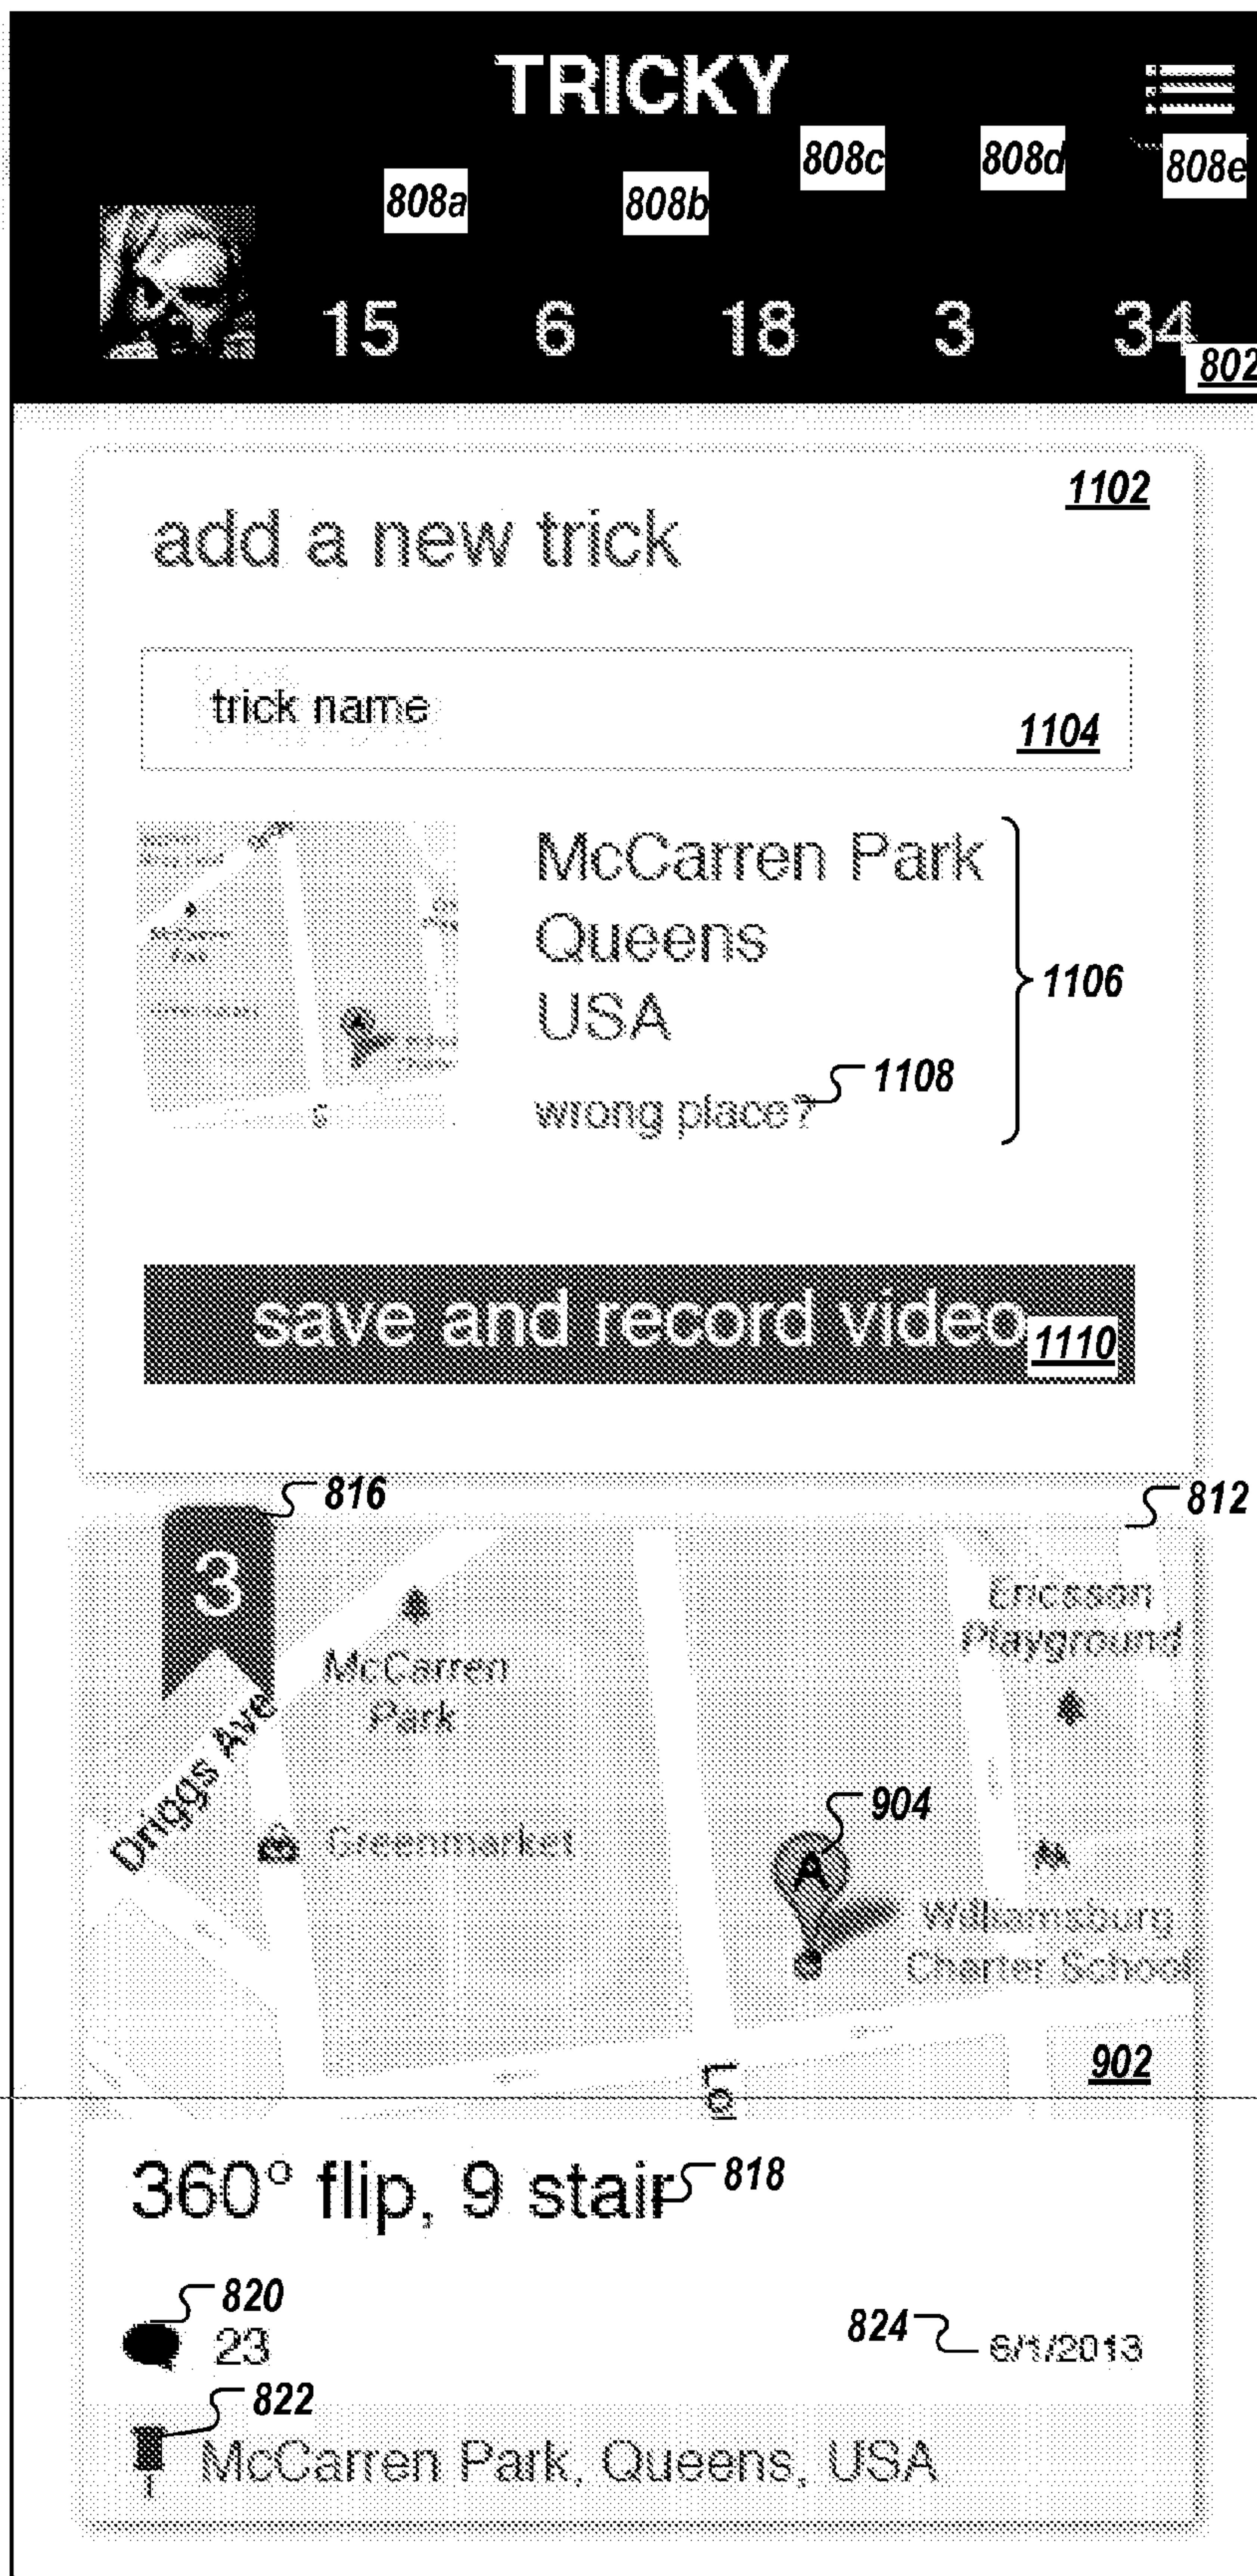 TRICKY
808a 808b 808c 808d 808e
15 6 18 3 34
802
1102
add a new trick
trick name
1104
McCarren Park
Queens
USA
1106
wrong place?
1108
save and record video
1110
816
812
3
Ericsson
Playground
McCarren
Park
Driggs Ave
904
A
Greenmarket
Williamsburg
Charter School
902
360° flip, 9 stair
818
820
23
824
6/1/2013
822
McCarren Park, Queens, USA